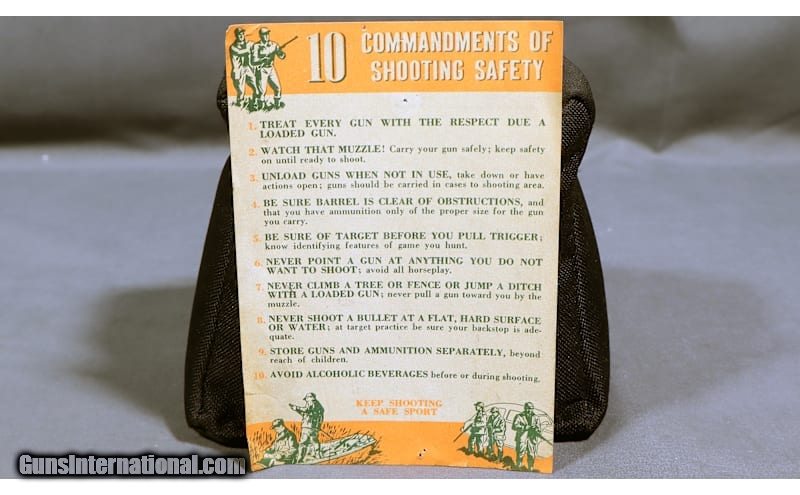 10 COMMANDMENTS OF
SHOOTING SAFETY
1. TREAT EVERY GUN WITH THE RESPECT DUE A
LOADED GUN.
2. WATCH THAT MUZZLE! Carry your gun safely; keep safety
on until ready to shoot.
3. UNLOAD GUNS WHEN NOT IN USE, take down or have
actions open; guns should be carried in cases to shooting area.
4. BE SURE BARREL IS CLEAR OF OBSTRUCTIONS, and
that you have ammunition only of the proper size for the gun
you carry.
5. BE SURE OF TARGET BEFORE YOU PULL TRIGGER;
know identifying features of game you hunt.
6. NEVER POINT A GUN AT ANYTHING YOU DO NOT
WANT TO SHOOT; avoid all horseplay.
7. NEVER CLIMB A TREE OR FENCE OR JUMP A DITCH
WITH A LOADED GUN; never pull a gun toward you by the
muzzle.
8. NEVER SHOOT A BULLET AT A FLAT, HARD SURFACE
OR WATER; at target practice be sure your backstop is ade-
quate.
9. STORE GUNS AND AMMUNITION SEPARATELY, beyond
reach of children.
10. AVOID ALCOHOLIC BEVERAGES before or during shooting.
KEEP SHOOTING
A SAFE SPORT
GunsInternational.com